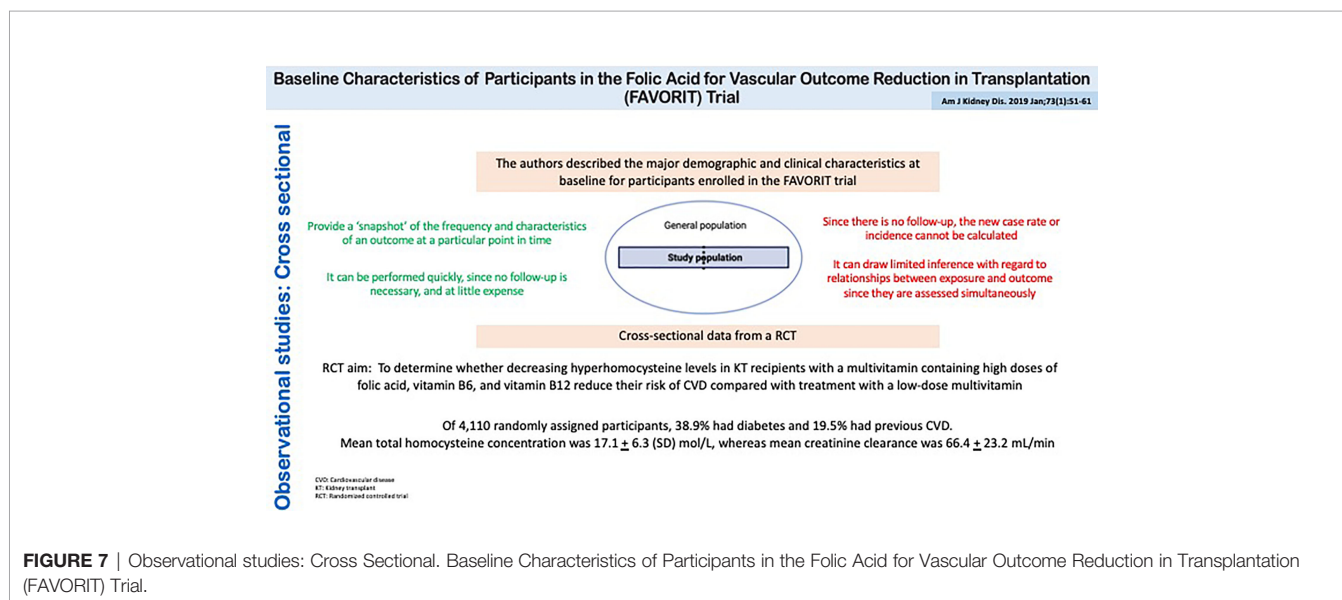 Baseline Characteristics of Participants in the Folic Acid for Vascular Outcome Reduction in Transplantation
(FAVORIT) Trial
Am J Kidney Dis. 2019 Jan;73(1):51-61
Observational studies: Cross sectional
The authors described the major demographic and clinical characteristics at
baseline for participants enrolled in the FAVORIT trial
Provide a 'snapshot' of the frequency and characteristics
of an outcome at a particular point in time
It can be performed quickly, since no follow-up is
necessary, and at little expense
General population
Study population
Since there is no follow-up, the new case rate or
incidence cannot be calculated
It can draw limited inference with regard to
relationships between exposure and outcome
since they are assessed simultaneously
Cross-sectional data from a RCT
RCT aim: To determine whether decreasing hyperhomocysteine levels in KT recipients with a multivitamin containing high doses of
folic acid, vitamin B6, and vitamin B12 reduce their risk of CVD compared with treatment with a low-dose multivitamin
Of 4,110 randomly assigned participants, 38.9% had diabetes and 19.5% had previous CVD.
Mean total homocysteine concentration was 17.1 ± 6.3 (SD) mol/L, whereas mean creatinine clearance was 66.4 ± 23.2 mL/min
CVD: Cardiovascular disease
KT: Kidney transplant
RCT: Randomized controlled trial
FIGURE 7 | Observational studies: Cross Sectional. Baseline Characteristics of Participants in the Folic Acid for Vascular Outcome Reduction in Transplantation
(FAVORIT) Trial.